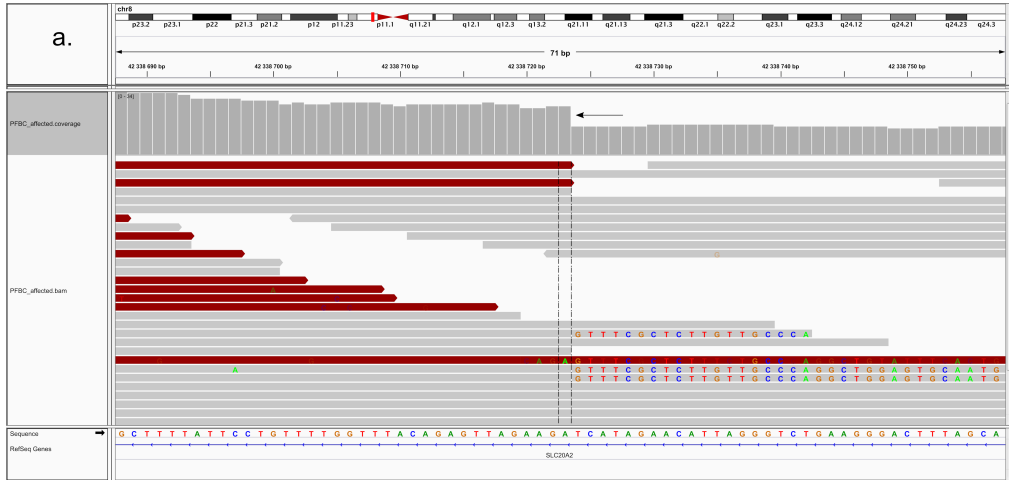 a.
chr8
p23.2 p23.1 p22 p21.3 p21.2 p12 p11.23 p11.1 q11.21 q12.1 q12.3 q13.2 q21.11 q21.13 q21.2 q21.3 q22.1 q22.2 q23.1 q23.3 q24.12 q24.21 q24.23 q24.3
71 bp
42 338 690 bp 42 338 700 bp 42 338 710 bp 42 338 720 bp 42 338 730 bp 42 338 740 bp 42 338 750 bp
PFBC_affected.coverage
G
PFBC_affected.bam
A
G T T T C G C T C T T G T T G C C C A
A G T T T C G C T C T T G T T G C C C A G G C T G G A G T G C A A T G
G T T T C G C T C T T G T T G C C C A G G C T G G A G T G C A A T G
Sequence G C T T T T A T T C C T G T T T T G G T T T A C A G A G T T A G A A G A T C A T A G A A C A T T A G G G T C T G A A G G G A C T T T A G C A
RefSeq Genes
SLC20A2